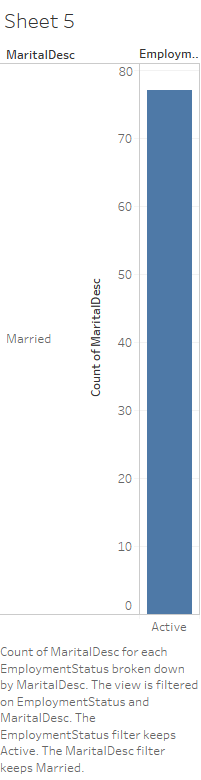 Sheet 5
MaritalDesc
Employm..
80
70
60
50
Married
Count of MaritalDesc
40
30
20
10
0
Active
Count of MaritalDesc for each
EmploymentStatus broken down
by MaritalDesc. The view is filtered
on EmploymentStatus and
MaritalDesc. The
EmploymentStatus filter keeps
Active. The MaritalDesc filter
keeps Married.